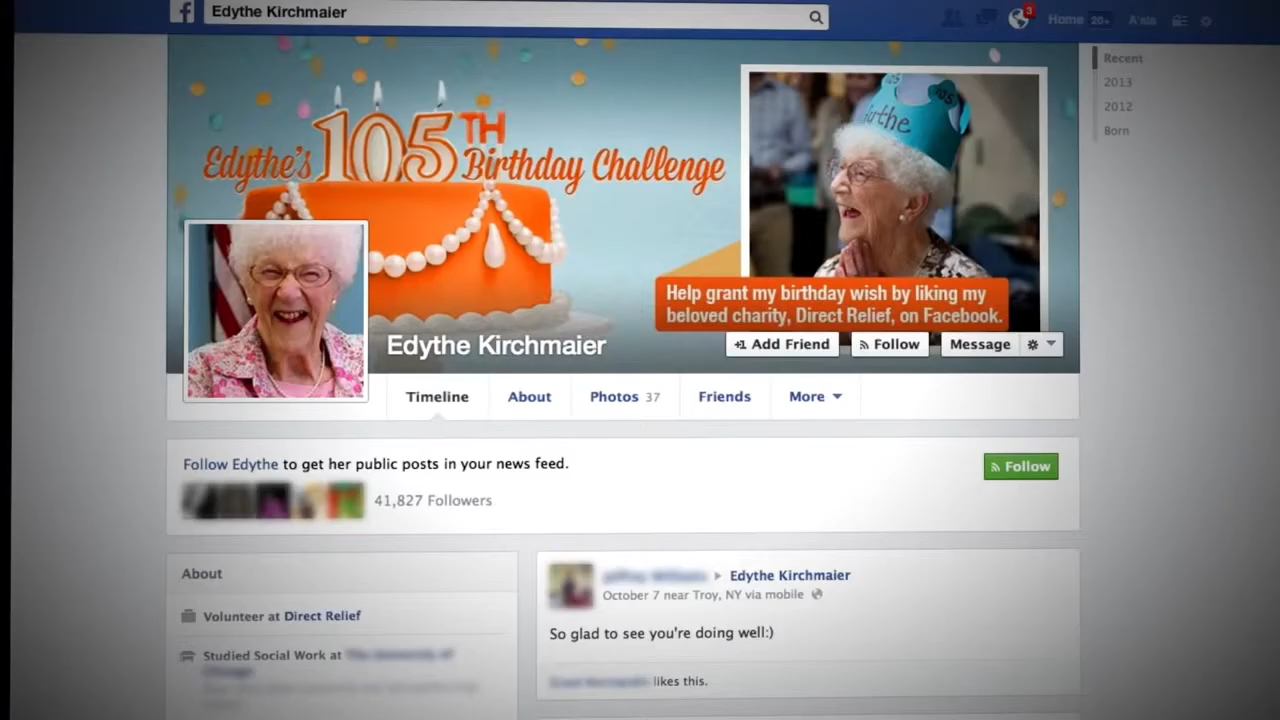 f
Edythe Kirchmaier
3
Home 20+
Recent
2013
2012
Born
Edythe's 105TH Birthday Challenge
105
Help grant my birthday wish by liking my
beloved charity, Direct Relief, on Facebook.
Edythe Kirchmaier
+1 Add Friend
Follow
Message
Timeline
About
Photos 37
Friends
More
Follow Edythe to get her public posts in your news feed.
Follow
41,827 Followers
About
Volunteer at Direct Relief
Studied Social Work at
Edythe Kirchmaier
October 7 near Troy, NY via mobile
So glad to see you're doing well:)
likes this.